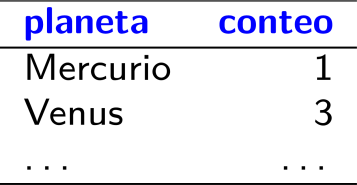 planeta conteo
Mercurio 1
Venus 3
... ...